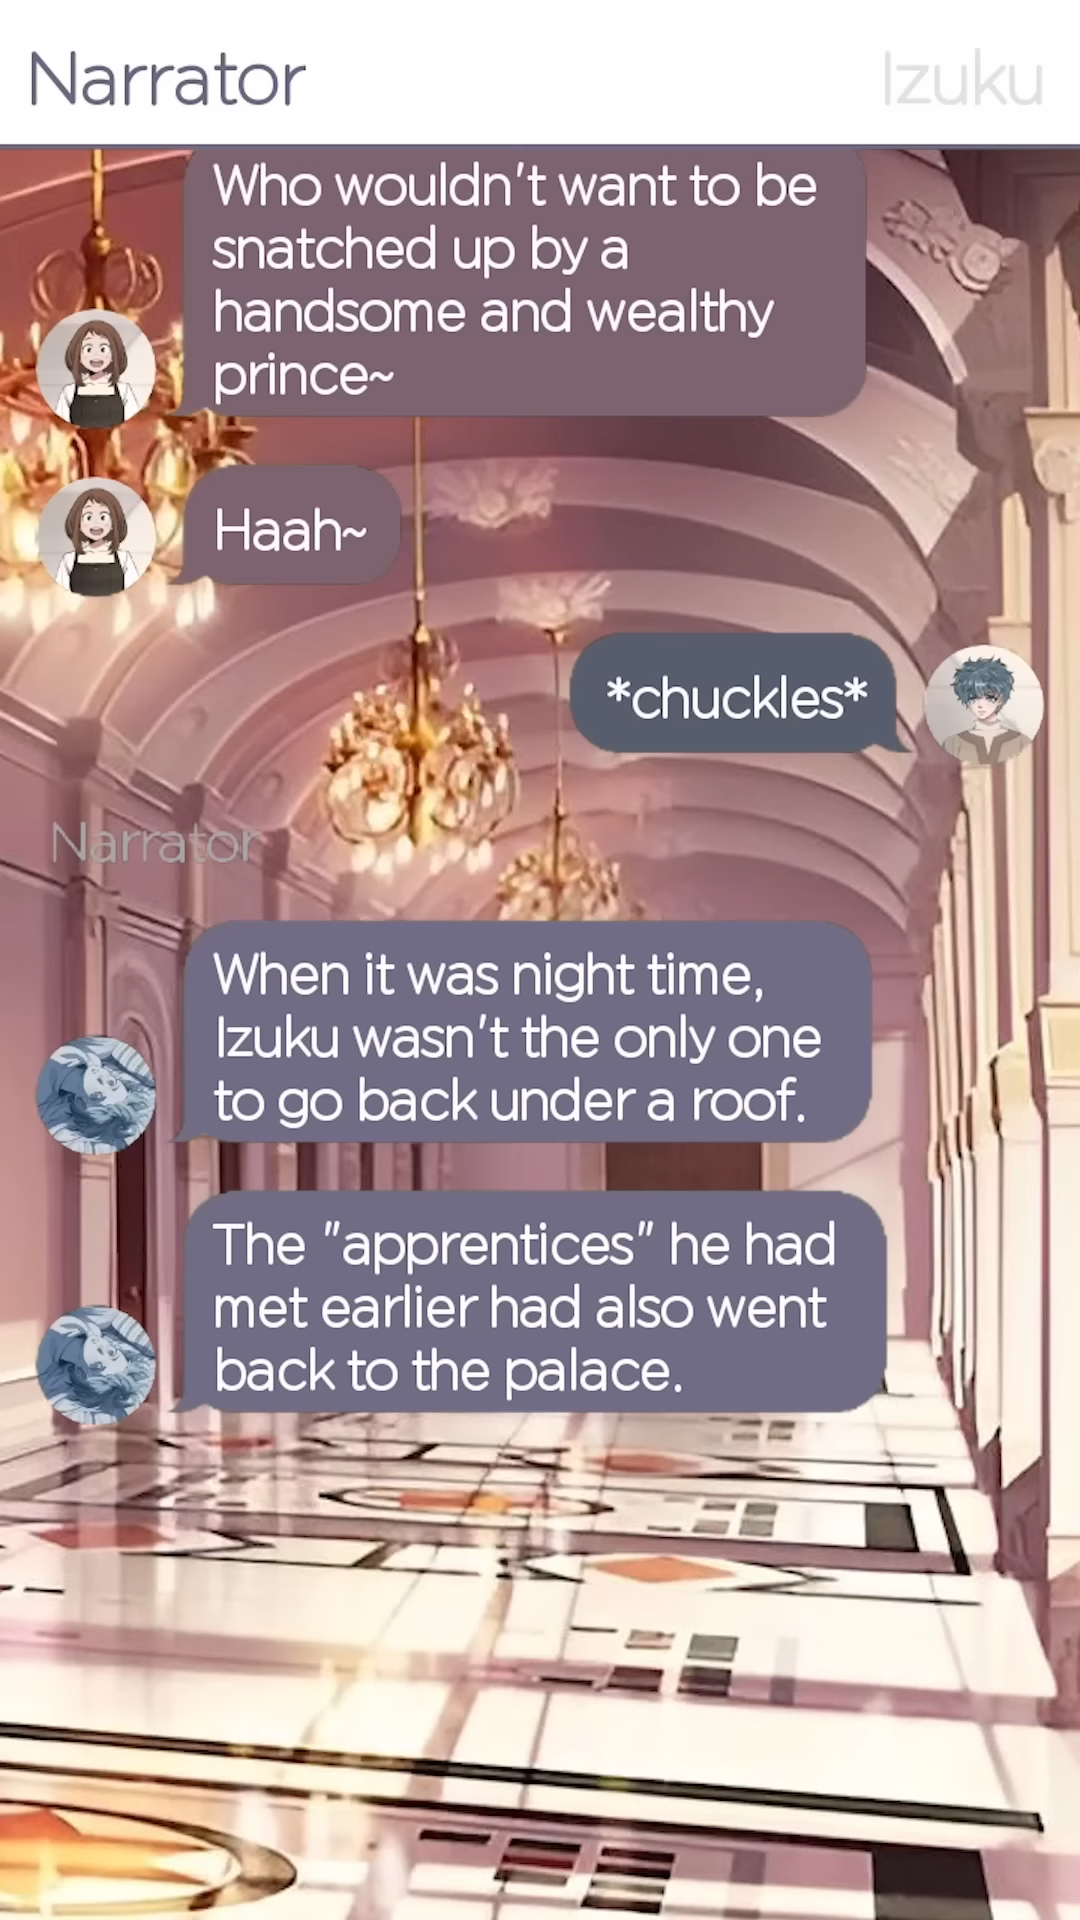 Narrator
Izuku
Who wouldn't want to be
snatched up by a
handsome and wealthy
prince~
Haah~
*chuckles*
Narrator
When it was night time,
Izuku wasn't the only one
to go back under a roof.
The "apprentices" he had
met earlier had also went
back to the palace.